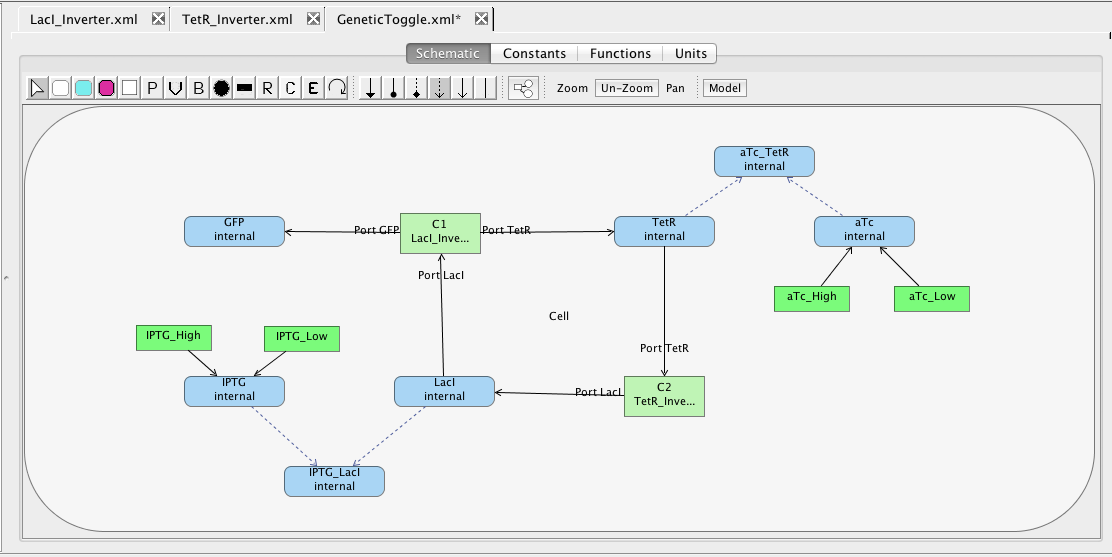 LacI_Inverter.xml
TetR_Inverter.xml
GeneticToggle.xml*
Schematic
Constants
Functions
Units
P
V
B
R
C
E
Zoom
Un-Zoom
Pan
Model
aTc_TetR
internal
GFP
internal
Port GFP
C1
LacI_Inve...
Port TetR
TetR
internal
aTc
internal
Port LacI
aTc_High
aTc_Low
Cell
IPTG_High
IPTG_Low
Port TetR
IPTG
internal
LacI
internal
Port LacI
C2
TetR_Inve...
IPTG_LacI
internal